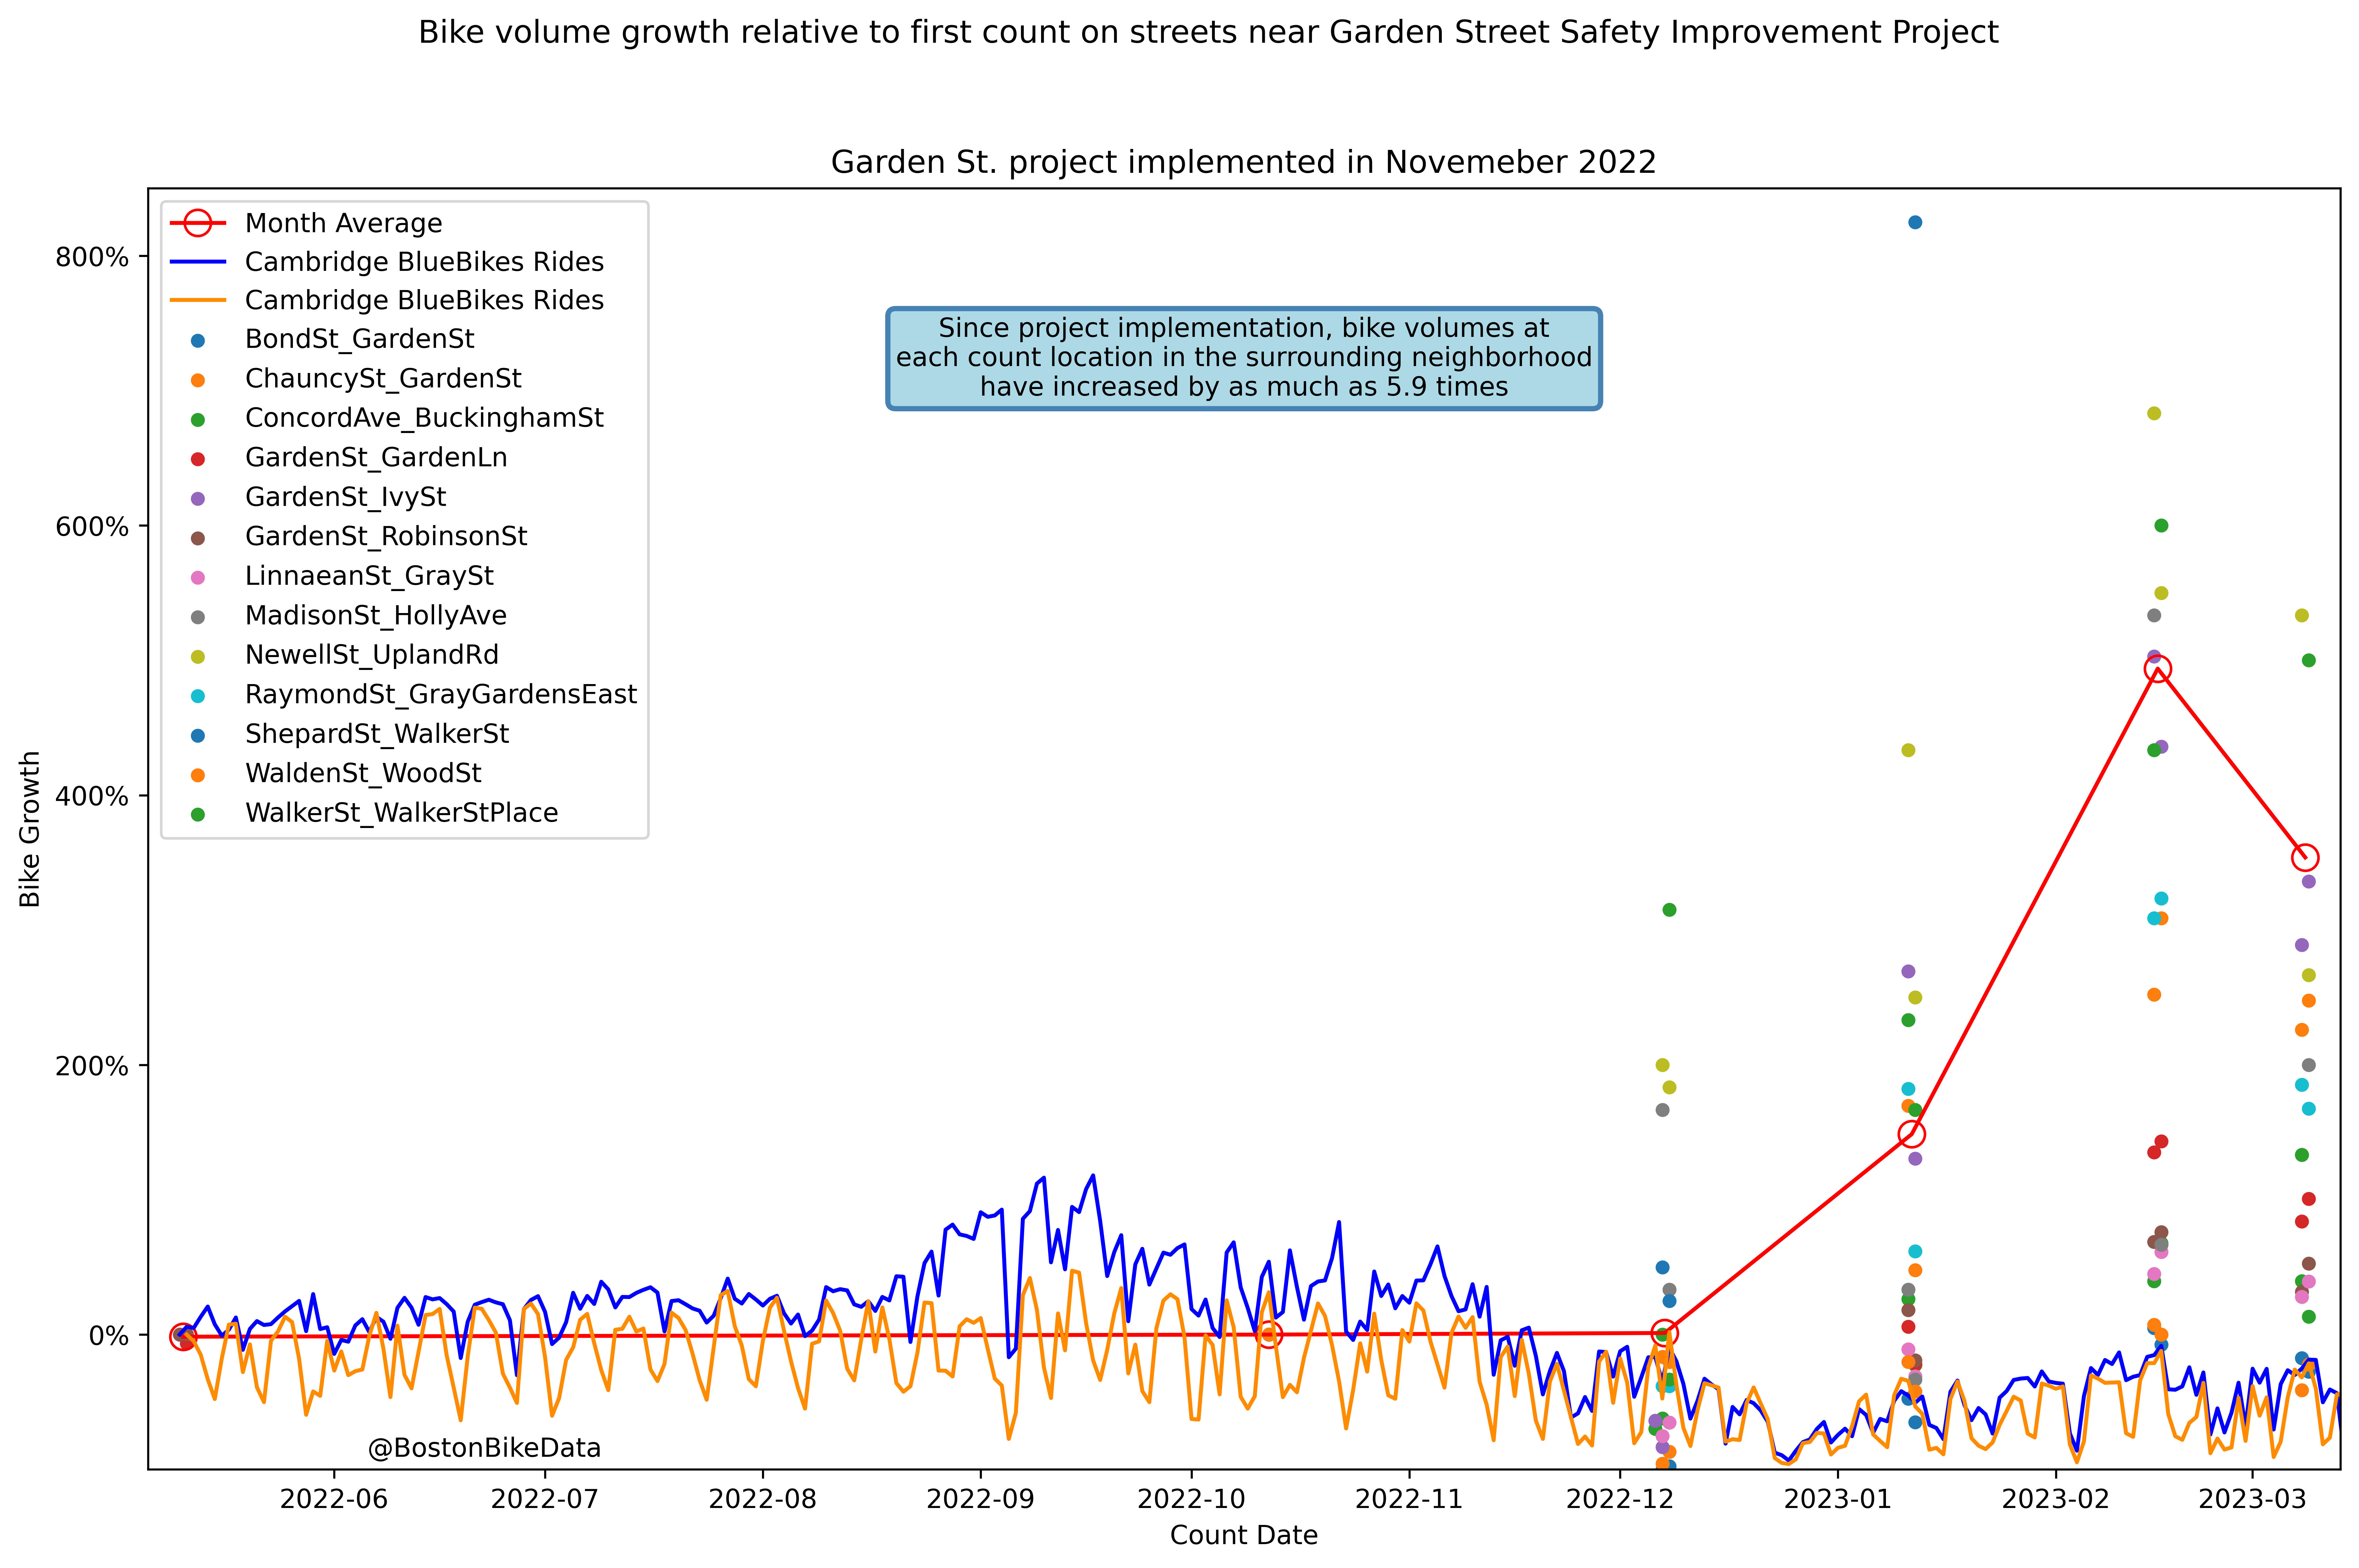 Bike volume growth relative to first count on streets near Garden Street Safety Improvement Project
Garden St. project implemented in Novemeber 2022
Month Average
Cambridge BlueBikes Rides
Cambridge BlueBikes Rides
BondSt_GardenSt
ChauncySt_GardenSt
ConcordAve_BuckinghamSt
GardenSt_GardenLn
GardenSt_IvySt
GardenSt_RobinsonSt
LinnaeanSt_GraySt
MadisonSt_HollyAve
NewellSt_UplandRd
RaymondSt_GrayGardensEast
ShepardSt_WalkerSt
WaldenSt_WoodSt
WalkerSt_WalkerStPlace
Since project implementation, bike volumes at
each count location in the surrounding neighborhood
have increased by as much as 5.9 times
800%
600%
400%
200%
0%
Bike Growth
@BostonBikeData
2022-06
2022-07
2022-08
2022-09
2022-10
2022-11
2022-12
2023-01
2023-02
2023-03
Count Date